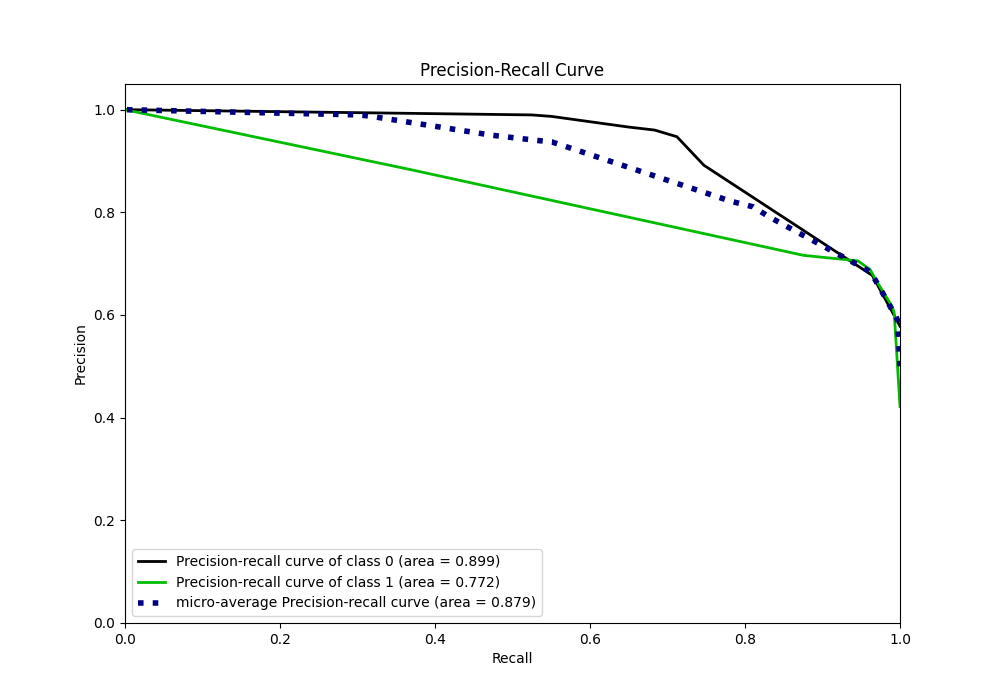 Precision-Recall Curve
1.0
0.8
0.6
0.4
0.2
0.0
Precision
Precision-recall curve of class 0 (area = 0.899)
Precision-recall curve of class 1 (area = 0.772)
micro-average Precision-recall curve (area = 0.879)
0.0 0.2 0.4 0.6 0.8 1.0
Recall